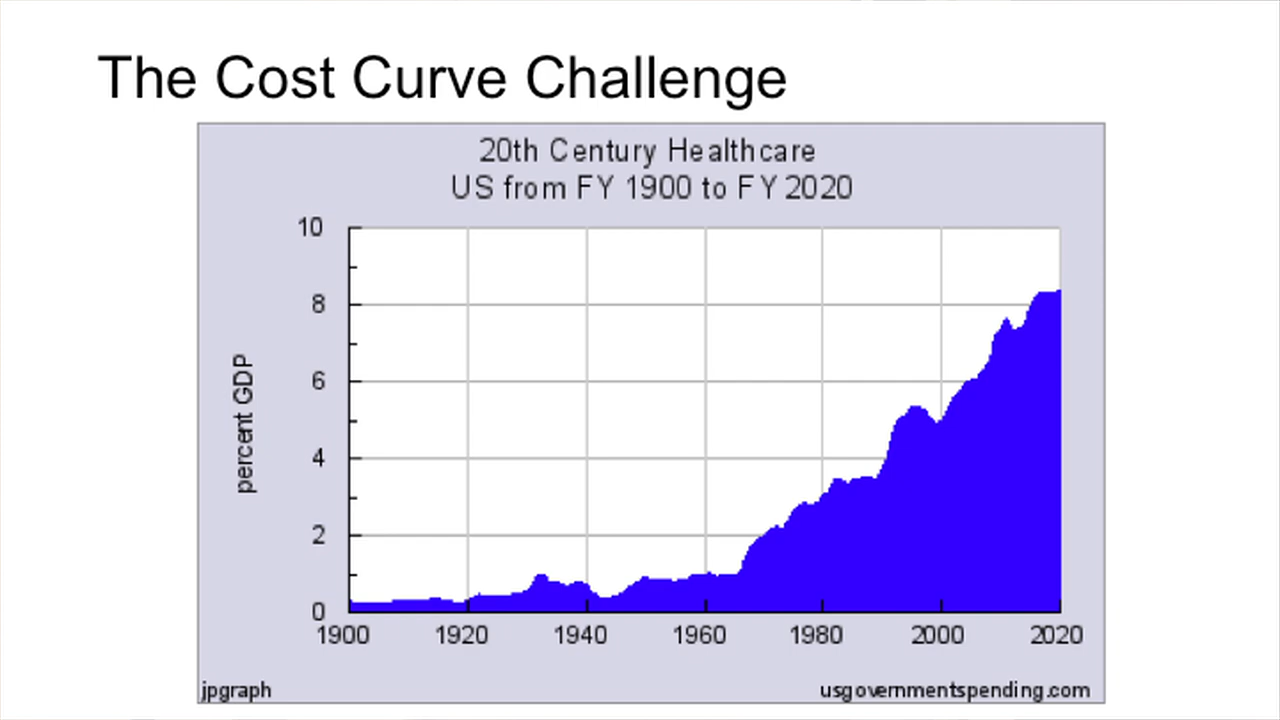 The Cost Curve Challenge
20th Century Healthcare
US from FY 1900 to FY 2020
10
8
6
4
2
0
percent GDP
1900 1920 1940 1960 1980 2000 2020
jpgraph
usgovernmentspending.com